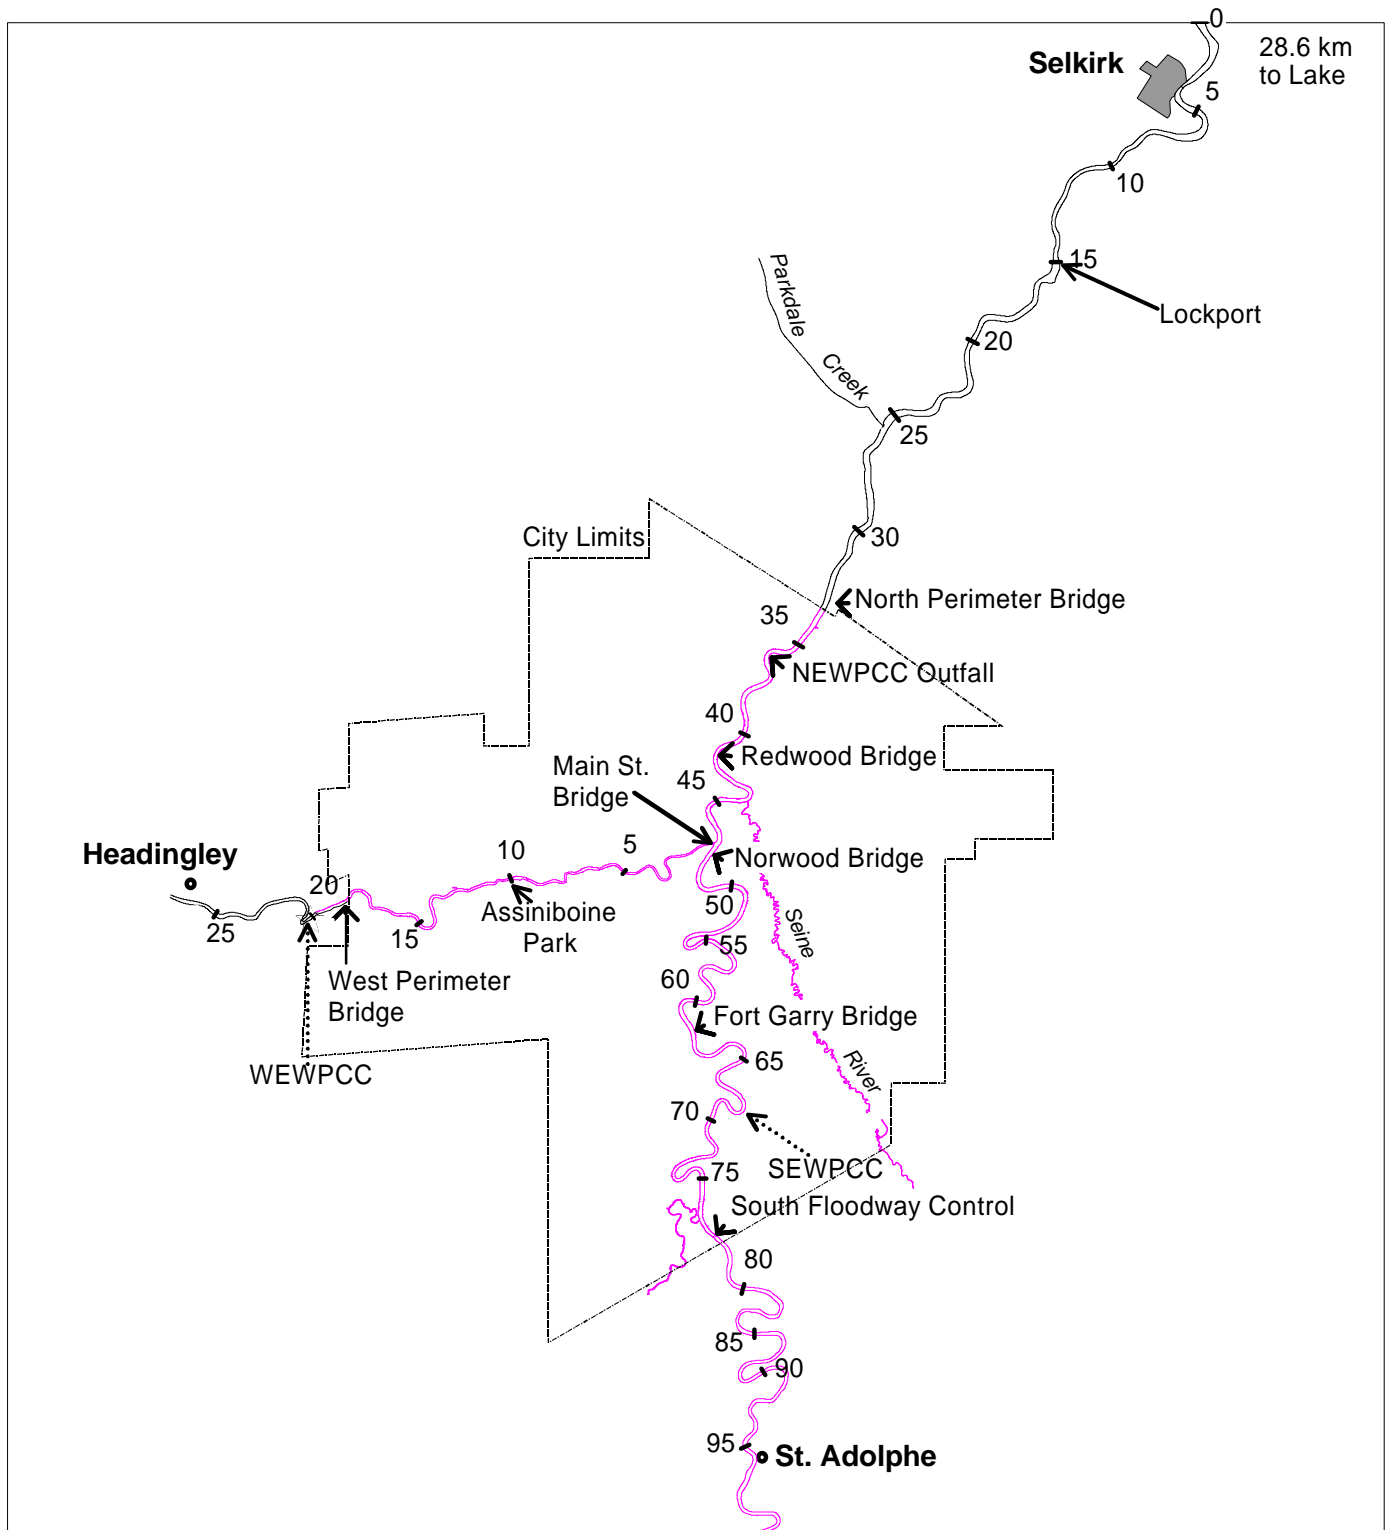 0
28.6 km
to Lake
Selkirk
5
10
15
Lockport
Parkdale
Creek
20
25
30
City Limits
North Perimeter Bridge
35
NEWPCC Outfall
40
Redwood Bridge
Main St.
Bridge
45
Norwood Bridge
Headingley
5
10
20
50
Assiniboine
Park
15
25
Seine
55
West Perimeter
Bridge
60
Fort Garry Bridge
River
65
WEWPCC
70
SEWPCC
75
South Floodway Control
80
85
90
95
St. Adolphe